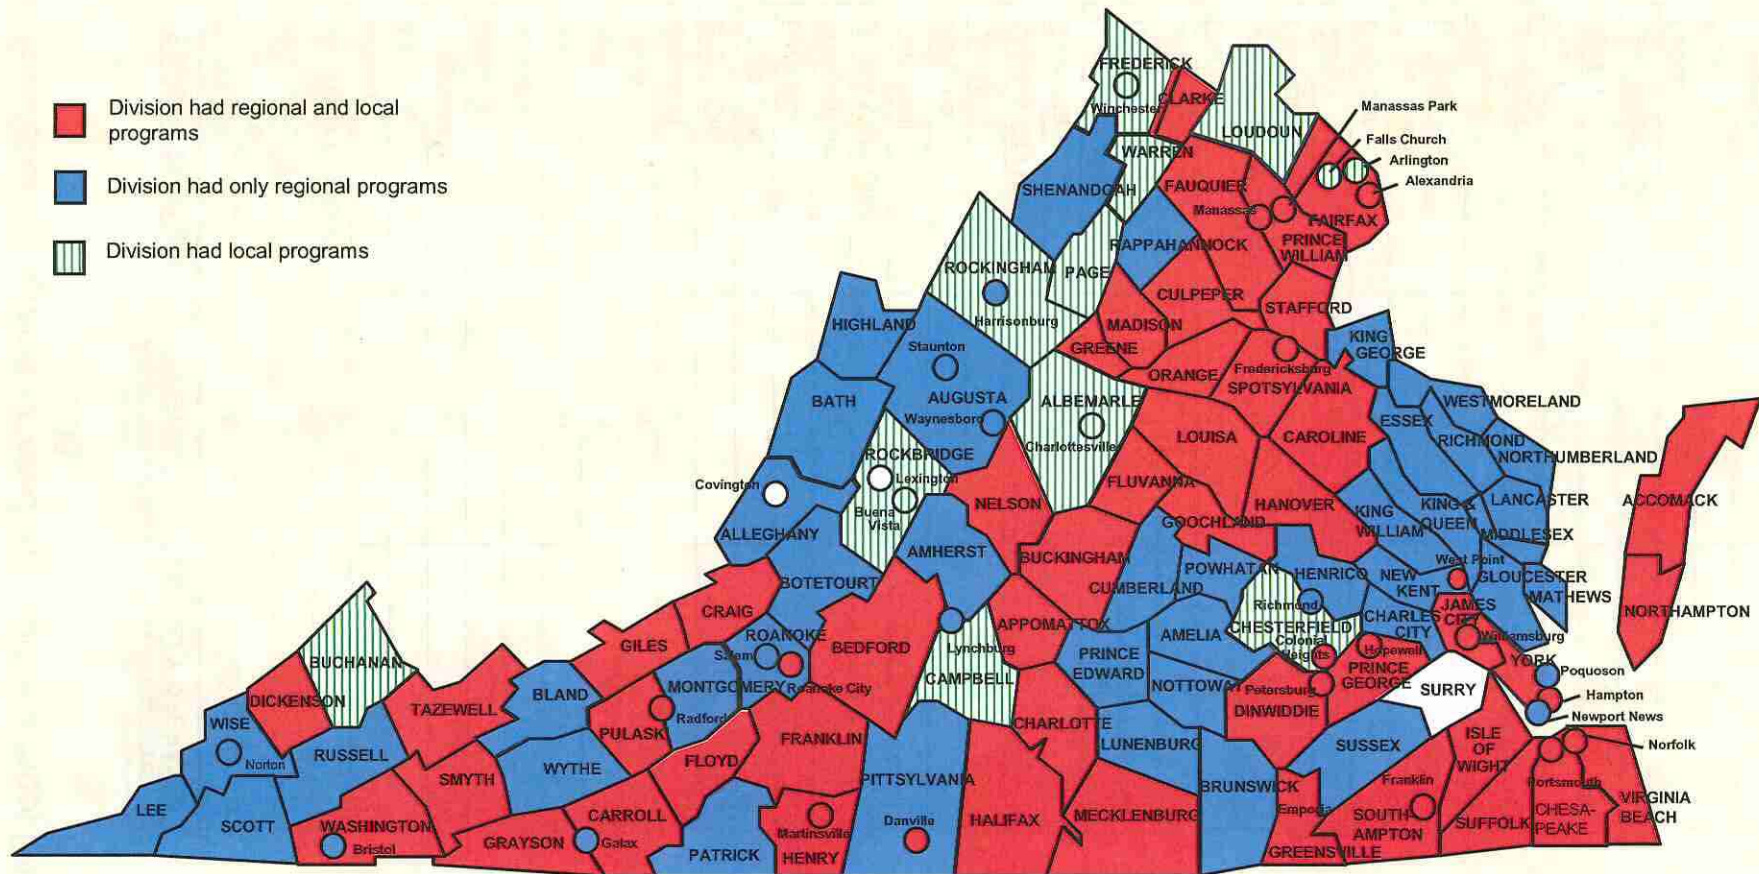 Division had regional and local
programs
Division had only regional programs
Division had local programs
FREDERICK
Winchester
CLARKE
LOUDOUN
Manassas Park
Falls Church
Arlington
Alexandria
WARREN
SHENANDOAH
FAUQUIER
Manassas
FAIRFAX
PRINCE
WILLIAM
RAPPAHANNOCK
ROCKINGHAM
PAGE
CULPEPER
STAFFORD
HIGHLAND
Harrisonburg
MADISON
KING
GEORGE
Staunton
GREENE
ORANGE
Fredericksburg
SPOTSYLVANIA
BATH
AUGUSTA
ALBEMARLE
WESTMORELAND
Waynesboro
ESSEX
Charlottesville
LOUISA
CAROLINE
RICHMOND
ROCKBRIDGE
NORTHUMBERLAND
Covington
Lexington
FLUVANNA
NELSON
HANOVER
KING &
QUEEN
LANCASTER
ACCOMACK
Buena
Vista
KING
WILLIAM
GOOCHLAND
ALLEGHANY
MIDDLESEX
AMHERST
BUCKINGHAM
West Point
BOTETOURT
CUMBERLAND
POWHATAN
HENRICO
NEW
KENT
GLOUCESTER
MATHEWS
CRAIG
Richmond
JAMES
CITY
NORTHAMPTON
CHARLES
CITY
APPOMATTOX
CHESTERFIELD
ROANOKE
AMELIA
Williamsburg
GILES
BEDFORD
Lynchburg
Colonial
Heights
Hopewell
Salem
PRINCE
EDWARD
YORK
BUCHANAN
PRINCE
GEORGE
Poquoson
CAMPBELL
MONTGOMERY
Roanoke City
NOTTOWAY
Petersburg
SURRY
BLAND
Hampton
DICKENSON
TAZEWELL
DINWIDDIE
Newport News
Radford
CHARLOTTE
WISE
PULASK
FRANKLIN
ISLE
OF
WIGHT
LUNENBURG
SUSSEX
Norfolk
RUSSELL
FLOYD
Norton
WYTHE
SMYTH
PITTSYLVANIA
Franklin
Portsmouth
BRUNSWICK
VIRGINIA
BEACH
LEE
Emporia
CHESA-
PEAKE
CARROLL
Danville
HALIFAX
MECKLENBURG
SOUTH
AMPTON
SUFFOLK
SCOTT
WASHINGTON
Martinsville
GRAYSON
Galax
Bristol
PATRICK
HENRY
GREENSVILLE